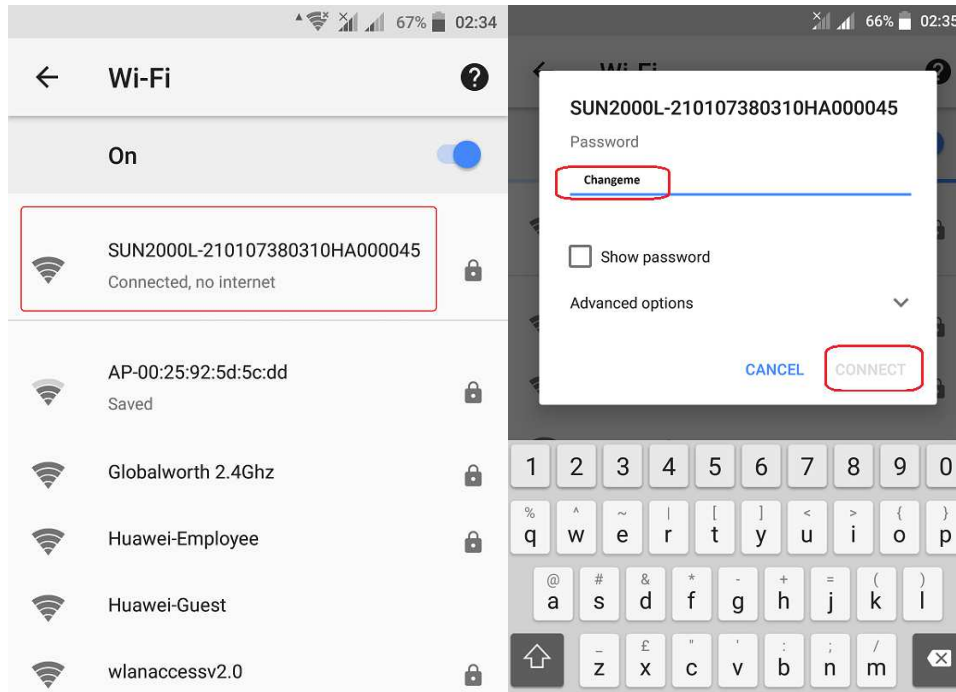 67% 02:34
Wi-Fi
On
SUN2000L-210107380310HA000045
Connected, no internet
AP-00:25:92:5d:5c:dd
Saved
Globalworth 2.4Ghz
Huawei-Employee
Huawei-Guest
wlanaccessv2.0
66% 02:35
Wi-Fi
SUN2000L-210107380310HA000045
Password
Changeme
Show password
Advanced options
CANCEL CONNECT
1 2 3 4 5 6 7 8 9 0
% ^ ~ | [ ] < > { }
q w e r t y u i o p
@ # & * - + = ( )
a s d f g h j k l
_ £ " ' : ; /
z x c v b n m